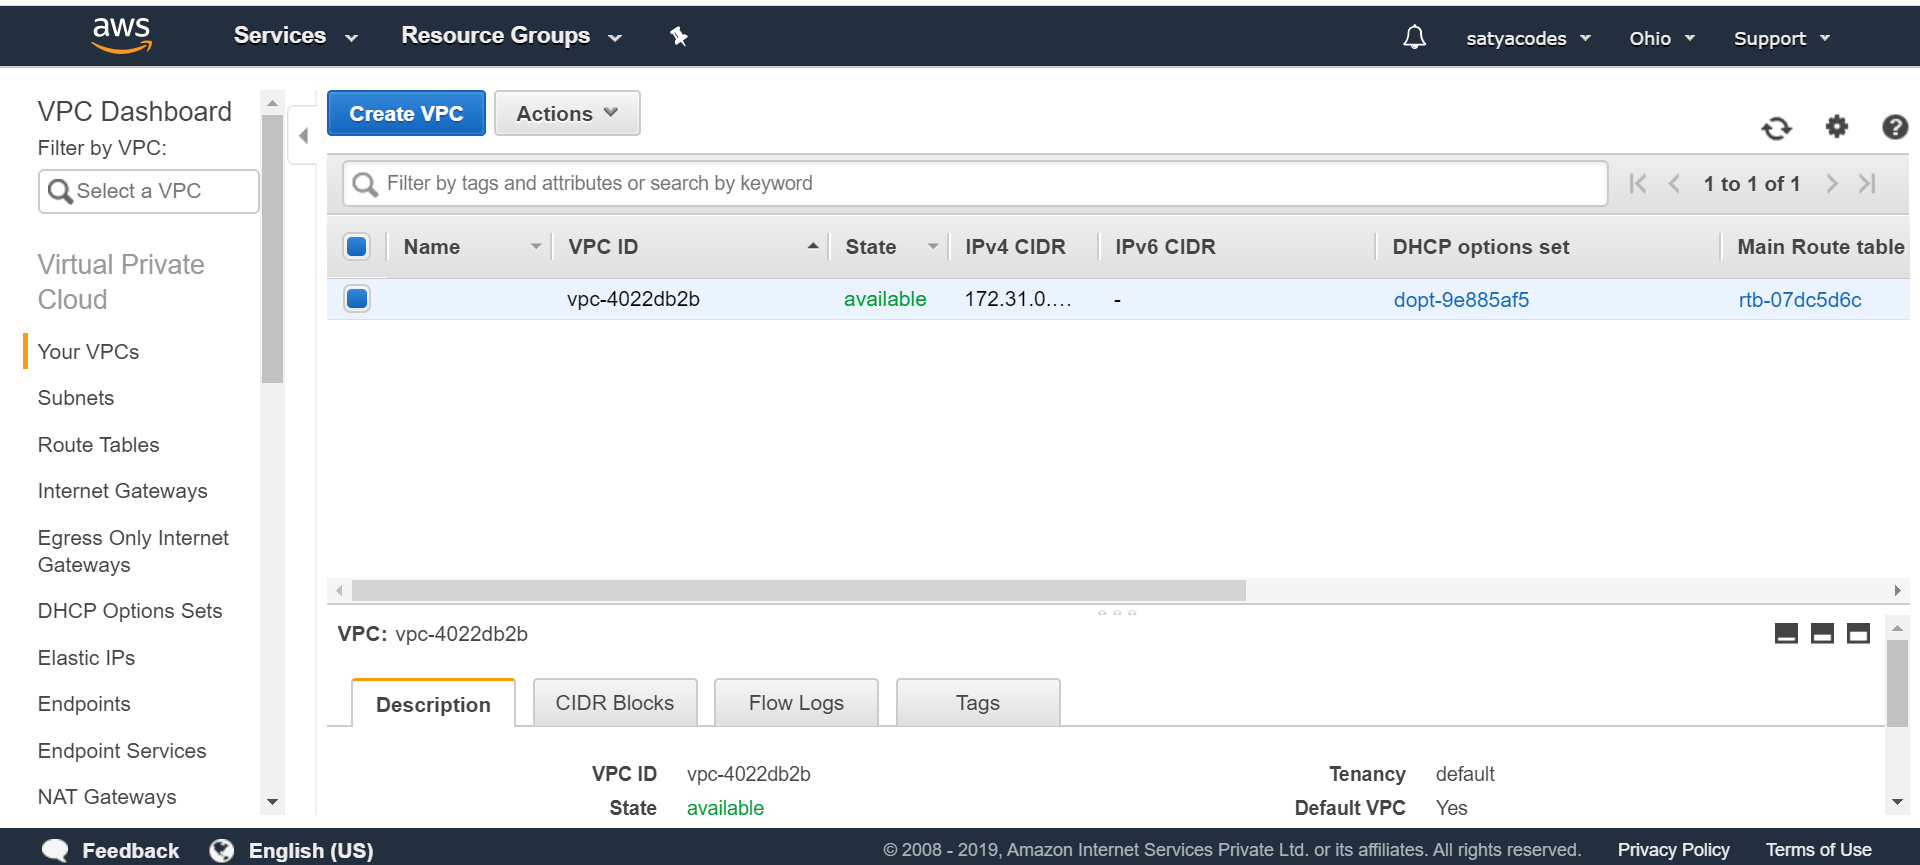 aws Services Resource Groups satyacodes Ohio Support
VPC Dashboard
Filter by VPC:
Select a VPC
Virtual Private
Cloud
Your VPCs
Subnets
Route Tables
Internet Gateways
Egress Only Internet
Gateways
DHCP Options Sets
Elastic IPs
Endpoints
Endpoint Services
NAT Gateways
Create VPC Actions
Filter by tags and attributes or search by keyword 1 to 1 of 1
Name VPC ID State IPv4 CIDR IPv6 CIDR DHCP options set Main Route table
vpc-4022db2b available 172.31.0.… - dopt-9e885af5 rtb-07dc5d6c
VPC: vpc-4022db2b
Description CIDR Blocks Flow Logs Tags
VPC ID vpc-4022db2b Tenancy default
State available Default VPC Yes
Feedback English (US) © 2008 - 2019, Amazon Internet Services Private Ltd. or its affiliates. All rights reserved. Privacy Policy Terms of Use